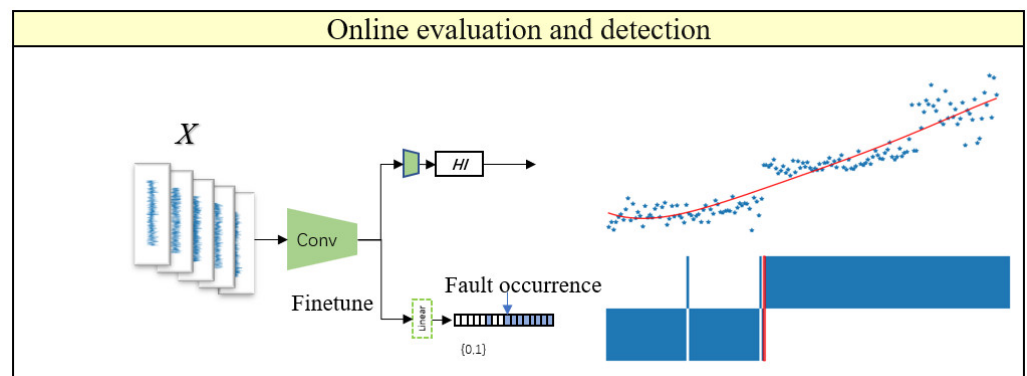 Online evaluation and detection
X
HI
Conv
Finetune
Fault occurrence
Linear
{0,1}